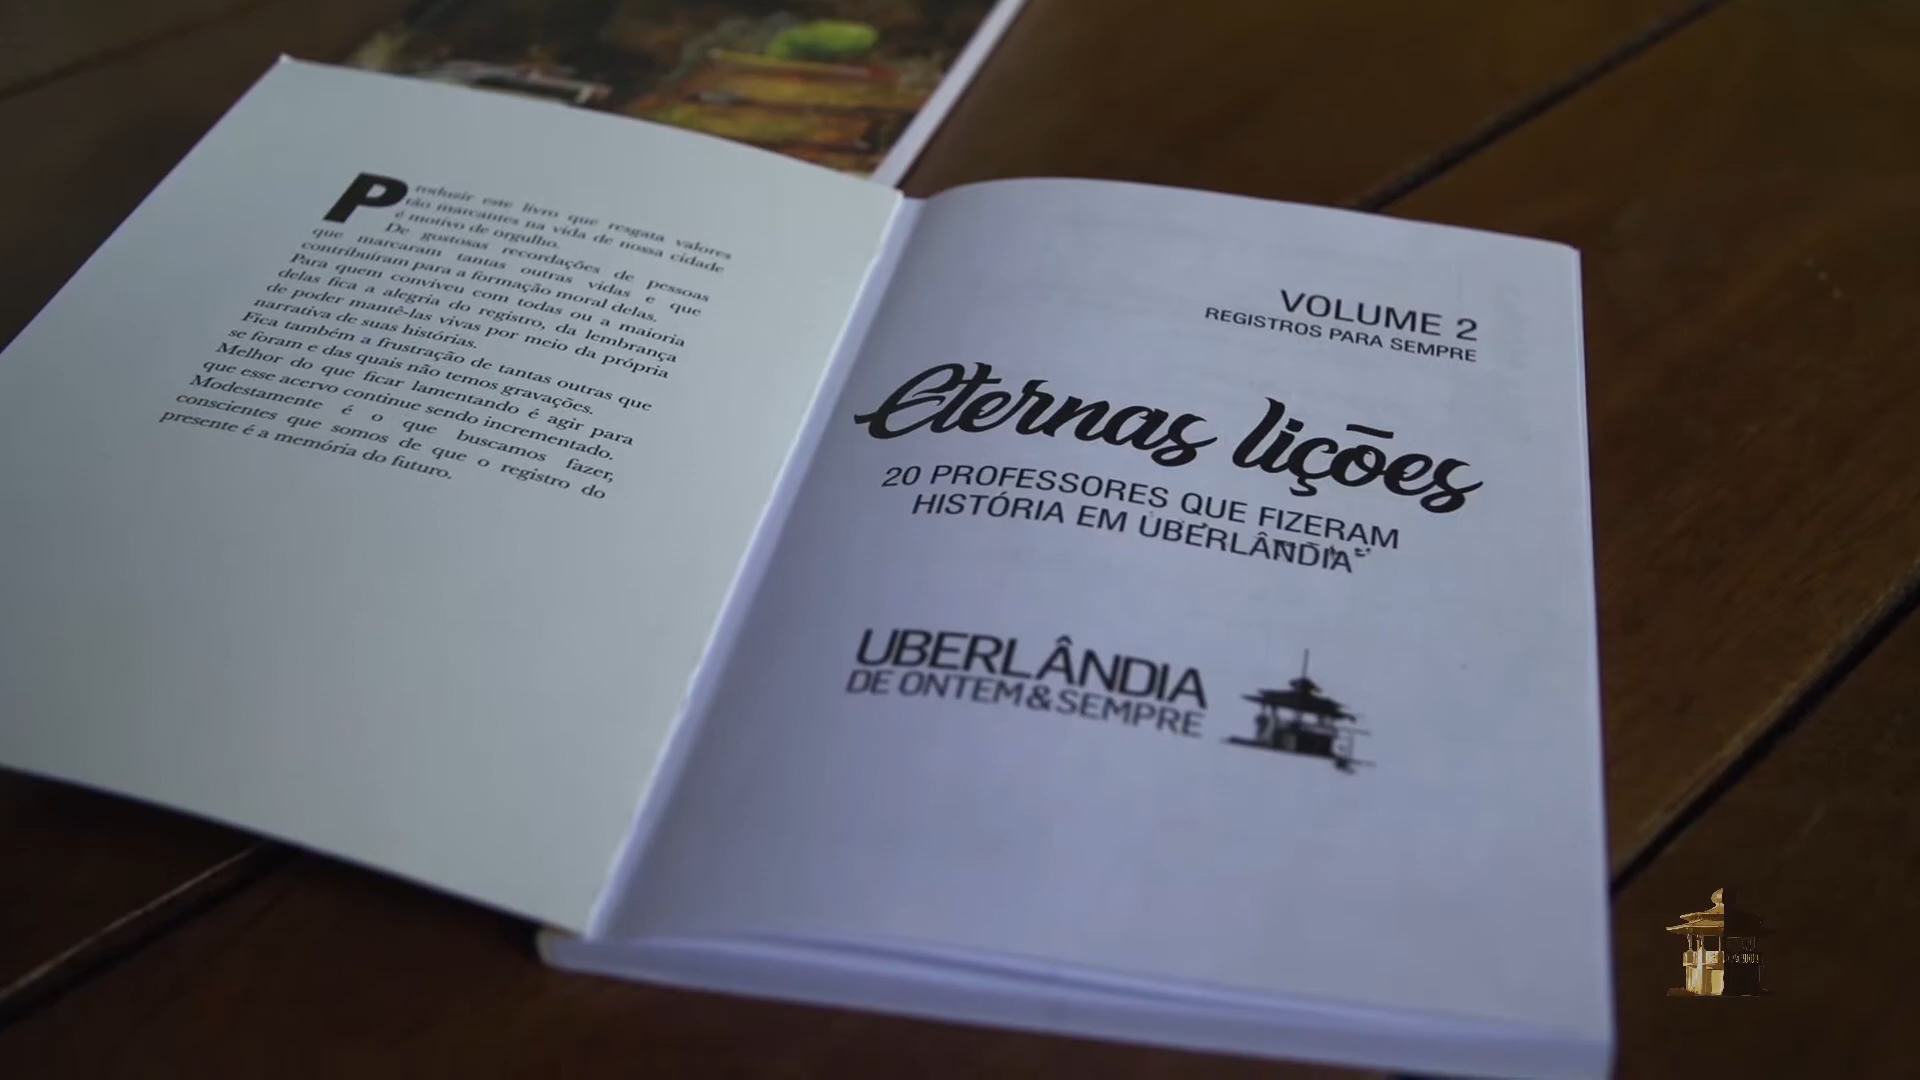 Produzir este livro que resgata valores
tão marcantes na vida de nossa cidade
é motivo de orgulho.
De gostosas recordações de pessoas
que marcaram tantas outras vidas e que
contribuíram para a formação moral delas.
Para quem conviveu com todas ou a maioria
delas fica a alegria do registro, da lembrança
de poder mantê-las vivas por meio da própria
narrativa de suas histórias.
Fica também a frustração de tantas outras que
se foram e das quais não temos gravações.
Melhor do que ficar lamentando é agir para
que esse acervo continue sendo incrementado.
Modestamente é o que buscamos fazer,
conscientes que somos de que o registro do
presente é a memória do futuro.
VOLUME 2
REGISTROS PARA SEMPRE
Eternas lições
20 PROFESSORES QUE FIZERAM
HISTÓRIA EM UBERLÂNDIA
UBERLÂNDIA
DE ONTEM&SEMPRE